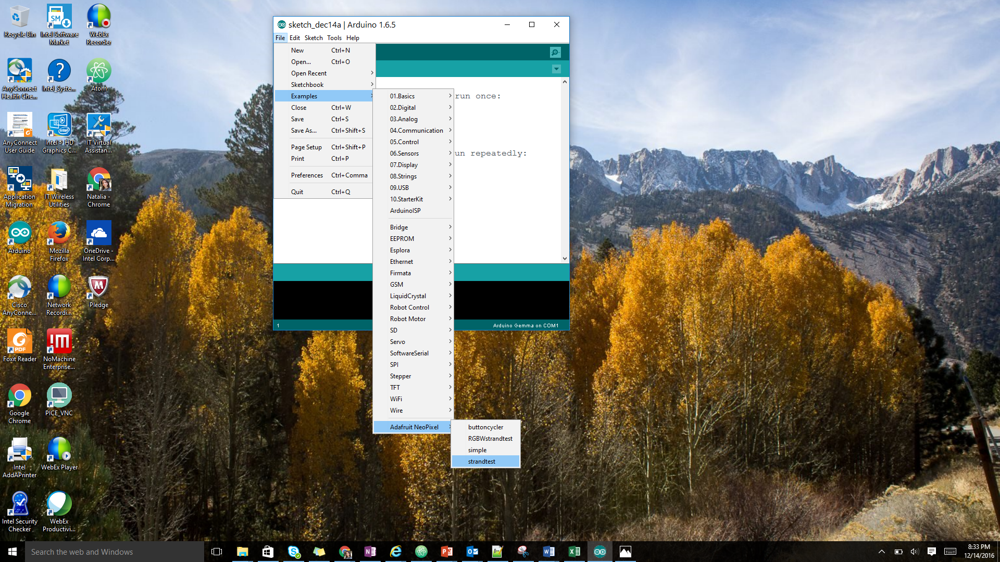 Recycle Bin
Intel Software
Market
WebEx
Recorder
AnyConnect
Health Che...
Intel_Syste...
Atom
AnyConnect
User Guide
Intel® HD
Graphics C...
IT Virtual
Assistan...
Application
Migration
IT Wireless
Utilities
Natalia -
Chrome
Arduino
Mozilla
Firefox
OneDrive -
Intel Corp...
Cisco
AnyConne...
Network
Recordi...
Pledge
Foxit Reader
NoMachine
Enterprise...
Google
Chrome
PICE_VNC
Intel
AddAPrinter
WebEx Player
Intel Security
Checker
WebEx
Productivi...
sketch_dec14a | Arduino 1.6.5
File Edit Sketch Tools Help
New Ctrl+N
Open... Ctrl+O
Open Recent
Sketchbook
Examples
Close Ctrl+W
Save Ctrl+S
Save As... Ctrl+Shift+S
Page Setup Ctrl+Shift+P
Print Ctrl+P
Preferences Ctrl+Comma
Quit Ctrl+Q
01.Basics
02.Digital
03.Analog
04.Communication
05.Control
06.Sensors
07.Display
08.Strings
09.USB
10.StarterKit
ArduinoISP
Bridge
EEPROM
Esplora
Ethernet
Firmata
GSM
LiquidCrystal
Robot Control
Robot Motor
SD
Servo
SoftwareSerial
SPI
Stepper
TFT
WiFi
Wire
Adafruit NeoPixel
buttoncycler
RGBWstrandtest
simple
strandtest
run once:
un repeatedly:
1
Arduino Gemma on COM1
Search the web and Windows
8:33 PM
12/14/2016